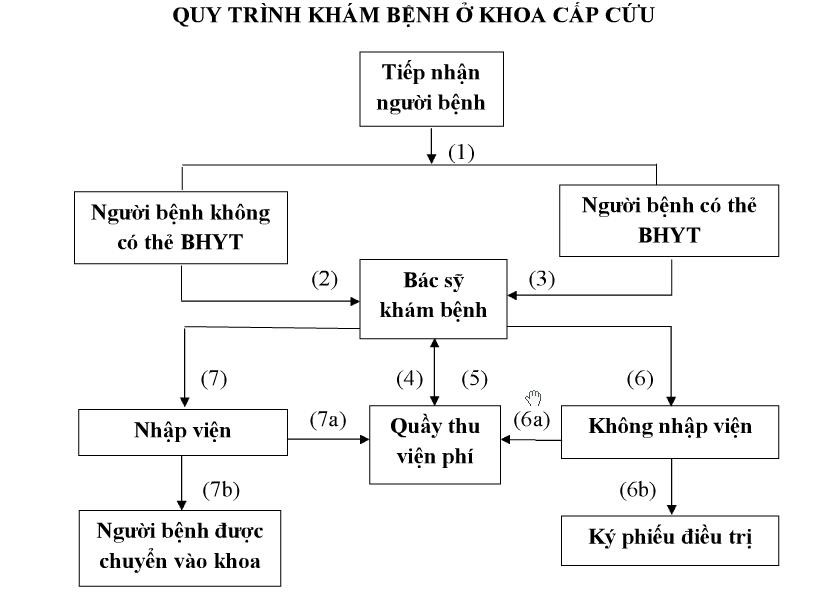 QUY TRÌNH KHÁM BỆNH Ở KHOA CẤP CỨU
Tiếp nhận
người bệnh
(1)
Người bệnh không
có thẻ BHYT
Người bệnh có thẻ
BHYT
(2)
Bác sỹ
khám bệnh
(3)
(7)
(4)
(5)
(6)
Nhập viện
(7a)
Quầy thu
viện phí
(6a)
Không nhập viện
(7b)
(6b)
Người bệnh được
chuyển vào khoa
Ký phiếu điều trị